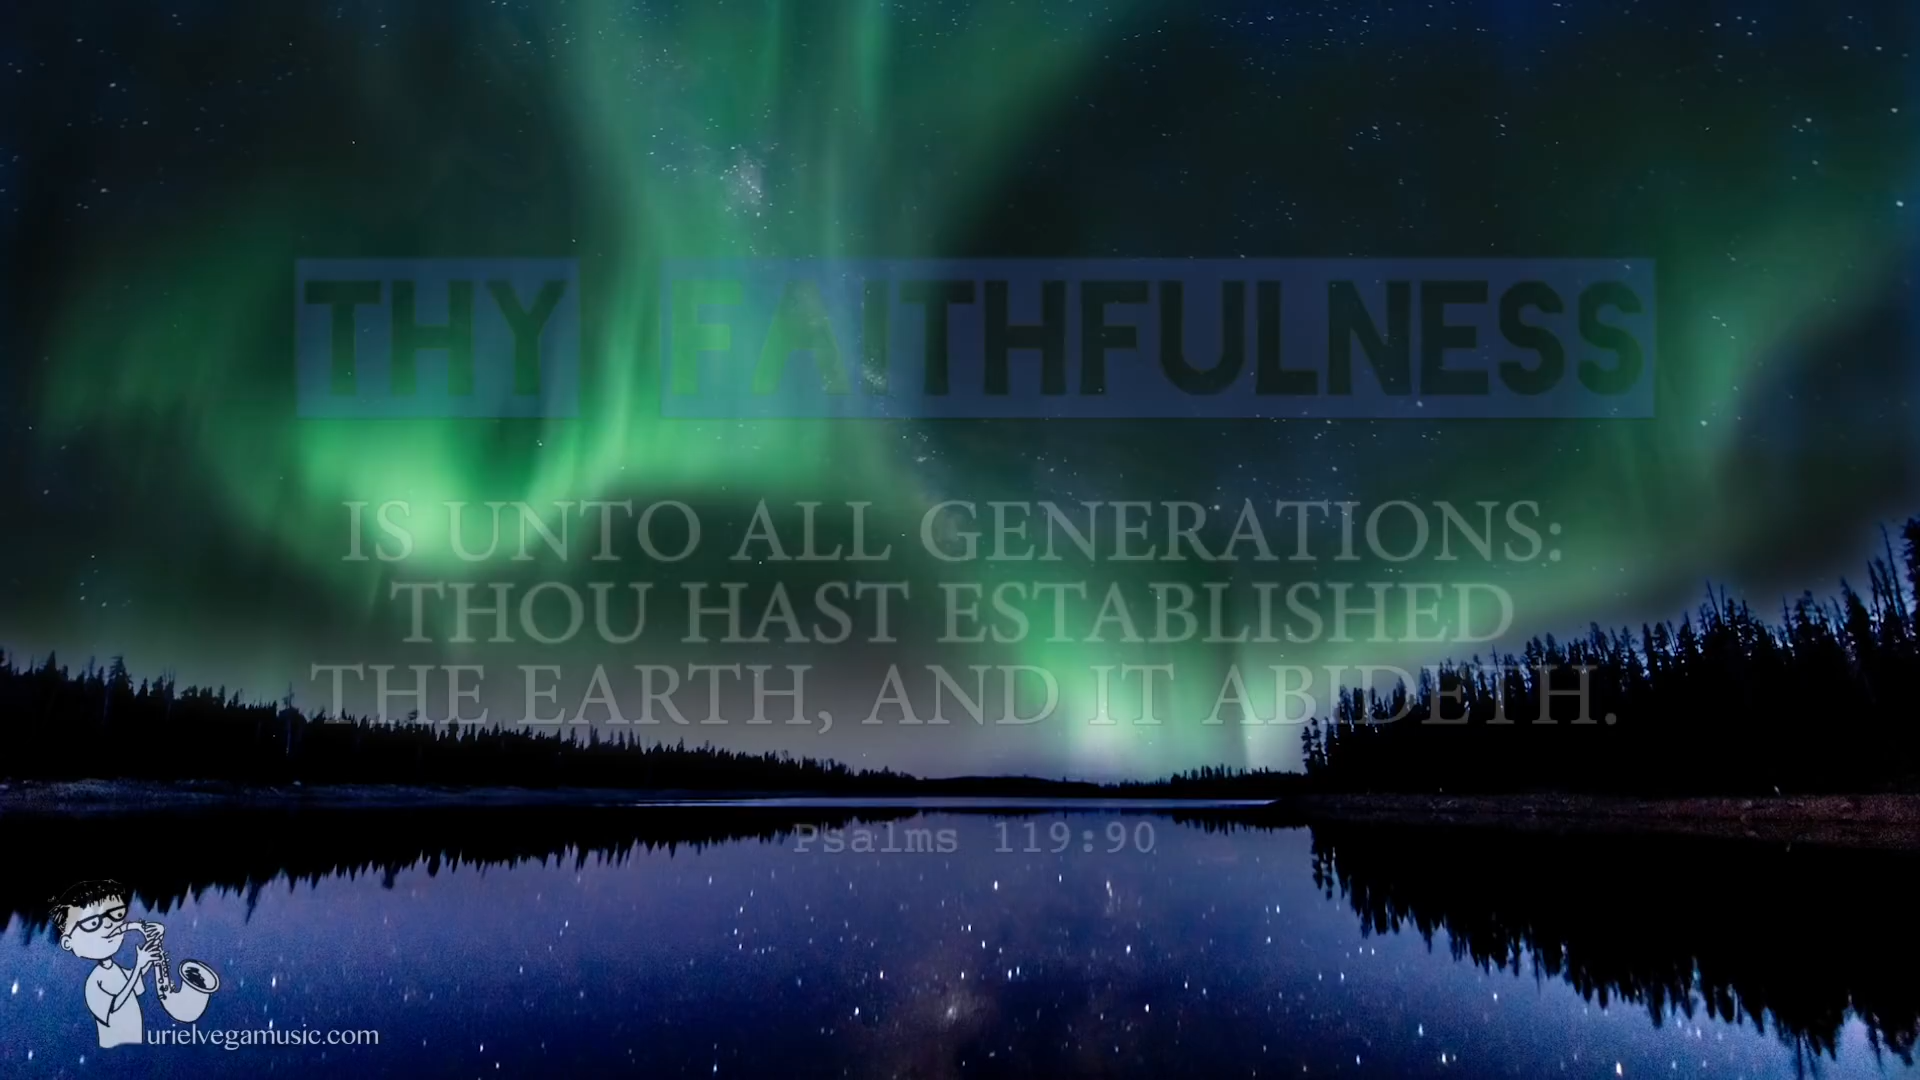 THY FAITHFULNESS
IS UNTO ALL GENERATIONS:
THOU HAST ESTABLISHED
THE EARTH, AND IT ABIDETH.
Psalms 119:90
urielvegamusic.com